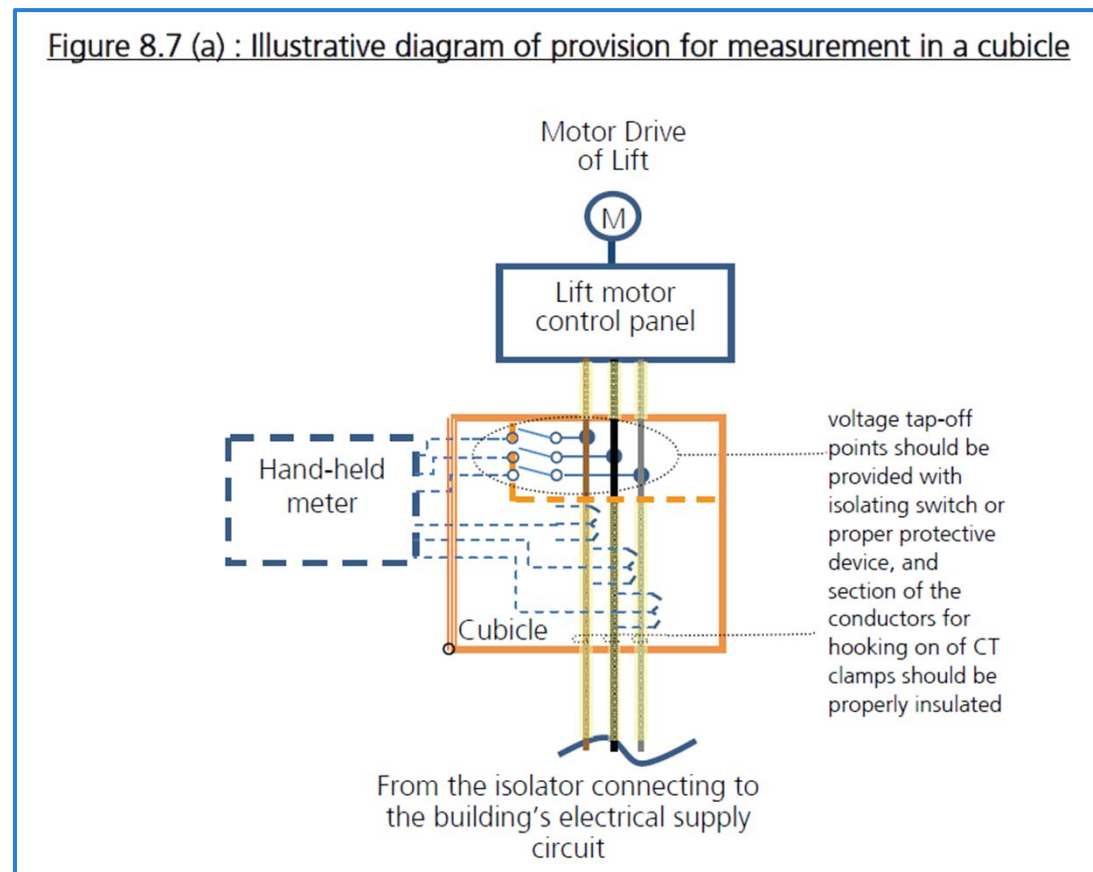 Figure 8.7 (a) : Illustrative diagram of provision for measurement in a cubicle
Motor Drive
of Lift
M
Lift motor
control panel
Hand-held
meter
voltage tap-off
points should be
provided with
isolating switch or
proper protective
device, and
section of the
conductors for
hooking on of CT
clamps should be
properly insulated
Cubicle
From the isolator connecting to
the building’s electrical supply
circuit